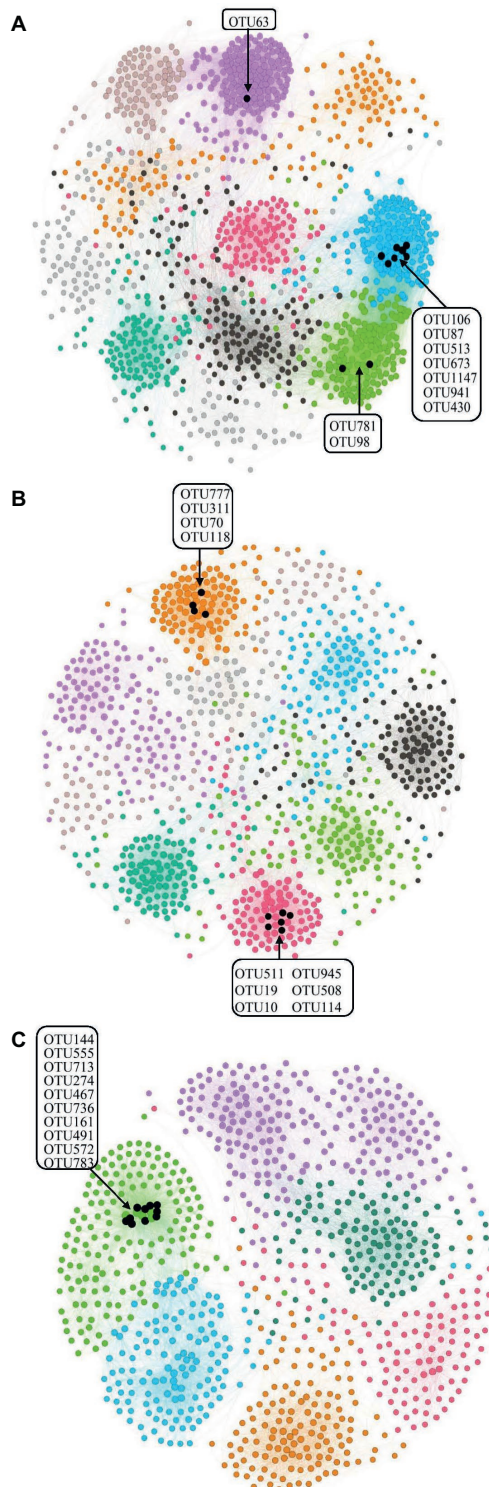 A
OTU63
OTU106
OTU87
OTU513
OTU673
OTU1147
OTU941
OTU430
OTU781
OTU98
B
OTU777
OTU311
OTU70
OTU118
OTU511 OTU945
OTU19 OTU508
OTU10 OTU114
C
OTU144
OTU555
OTU713
OTU274
OTU467
OTU736
OTU161
OTU491
OTU572
OTU783